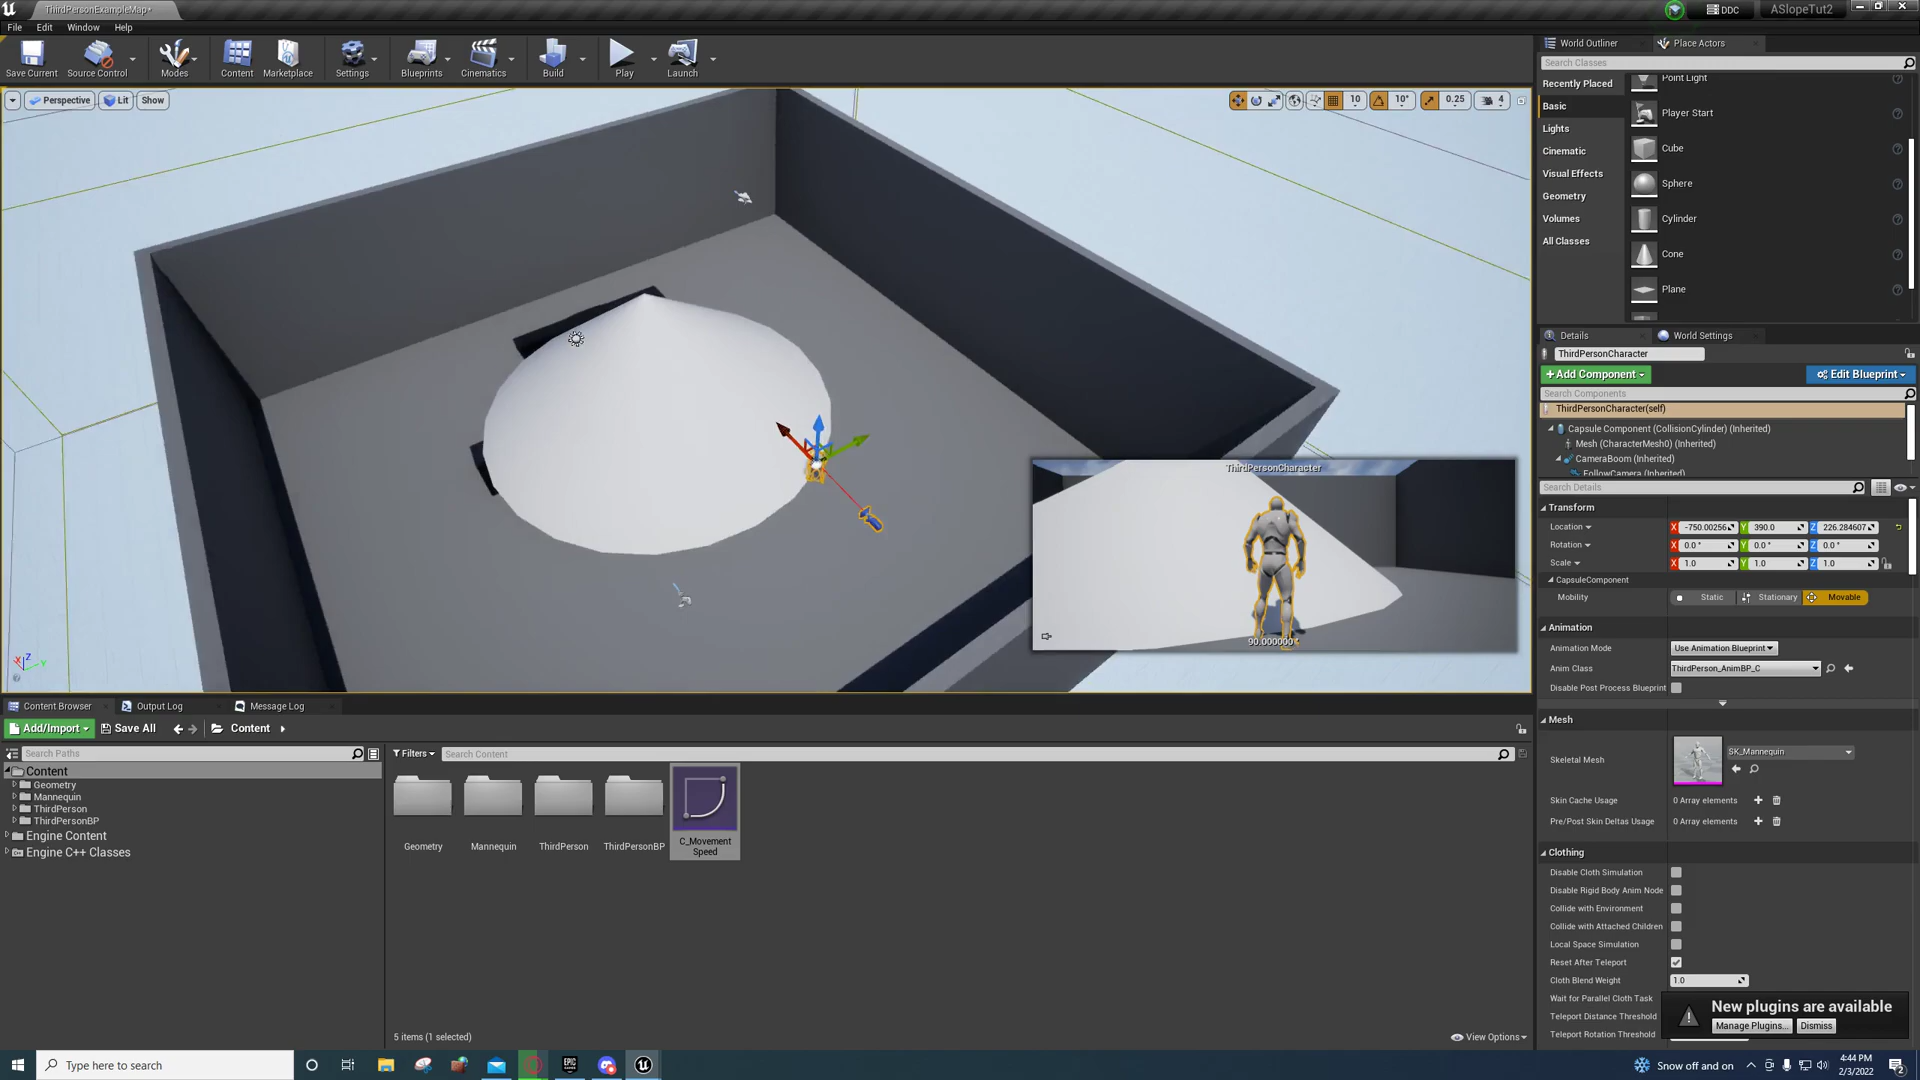 ThirdPersonExampleMap*
DDC
ASlopeTut2
File Edit Window Help
Save Current Source Control Modes Content Marketplace Settings Blueprints Cinematics Build Play Launch
Perspective Lit Show
10 10° 0.25 4
World Outliner Place Actors
Search Classes
Recently Placed
Basic
Lights
Cinematic
Visual Effects
Geometry
Volumes
All Classes
Point Light
Player Start
Cube
Sphere
Cylinder
Cone
Plane
Details World Settings
ThirdPersonCharacter
+Add Component Edit Blueprint
Search Components
ThirdPersonCharacter(self)
Capsule Component (CollisionCylinder) (Inherited)
Mesh (CharacterMesh0) (Inherited)
CameraBoom (Inherited)
FollowCamera (Inherited)
Search Details
Transform
Location X -750.00256 Y 390.0 Z 226.284607
Rotation X 0.0 ° Y 0.0 ° Z 0.0 °
Scale X 1.0 Y 1.0 Z 1.0
CapsuleComponent
Mobility Static Stationary Movable
Animation
Animation Mode Use Animation Blueprint
Anim Class ThirdPerson_AnimBP_C
Disable Post Process Blueprint
Mesh
Skeletal Mesh SK_Mannequin
Skin Cache Usage 0 Array elements
Pre/Post Skin Deltas Usage 0 Array elements
Clothing
Disable Cloth Simulation
Disable Rigid Body Anim Node
Collide with Environment
Collide with Attached Children
Local Space Simulation
Reset After Teleport
Cloth Blend Weight 1.0
Wait for Parallel Cloth Task
Teleport Distance Threshold
Teleport Rotation Threshold
New plugins are available
Manage Plugins... Dismiss
ThirdPersonCharacter
90.000000
X Z Y
Content Browser Output Log Message Log
Add/Import Save All Content
Search Paths
Filters Search Content
Content
Geometry
Mannequin
ThirdPerson
ThirdPersonBP
Engine Content
Engine C++ Classes
Geometry Mannequin ThirdPerson ThirdPersonBP C_Movement
Speed
5 items (1 selected)
View Options
Type here to search
EPIC
Snow off and on
4:44 PM
2/3/2022
2